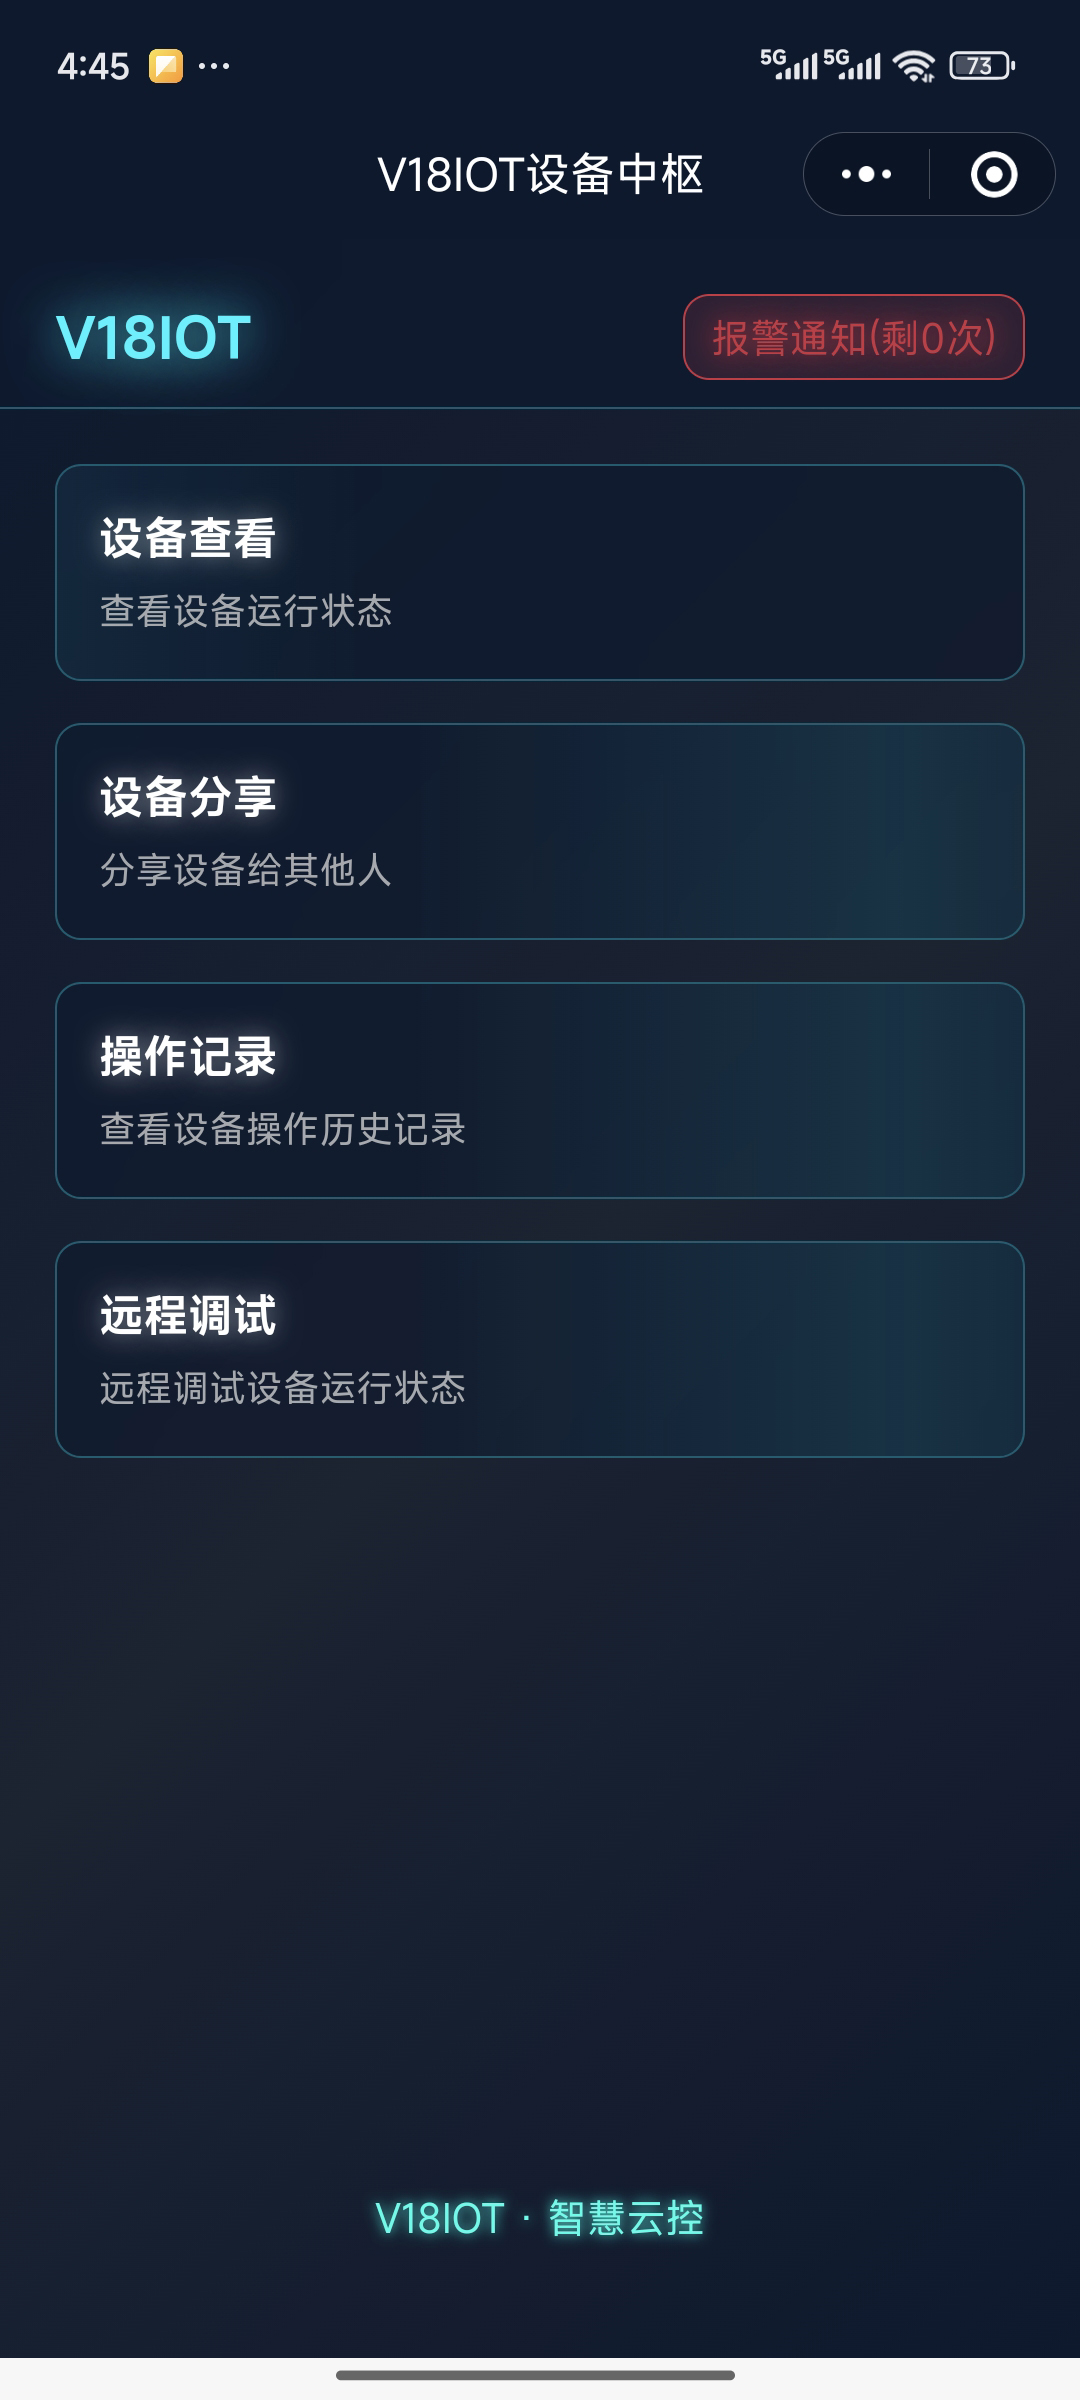 4:45
5G 5G 73
V18IOT设备中枢
V18IOT
报警通知(剩0次)
设备查看
查看设备运行状态
设备分享
分享设备给其他人
操作记录
查看设备操作历史记录
远程调试
远程调试设备运行状态
V18IOT · 智慧云控